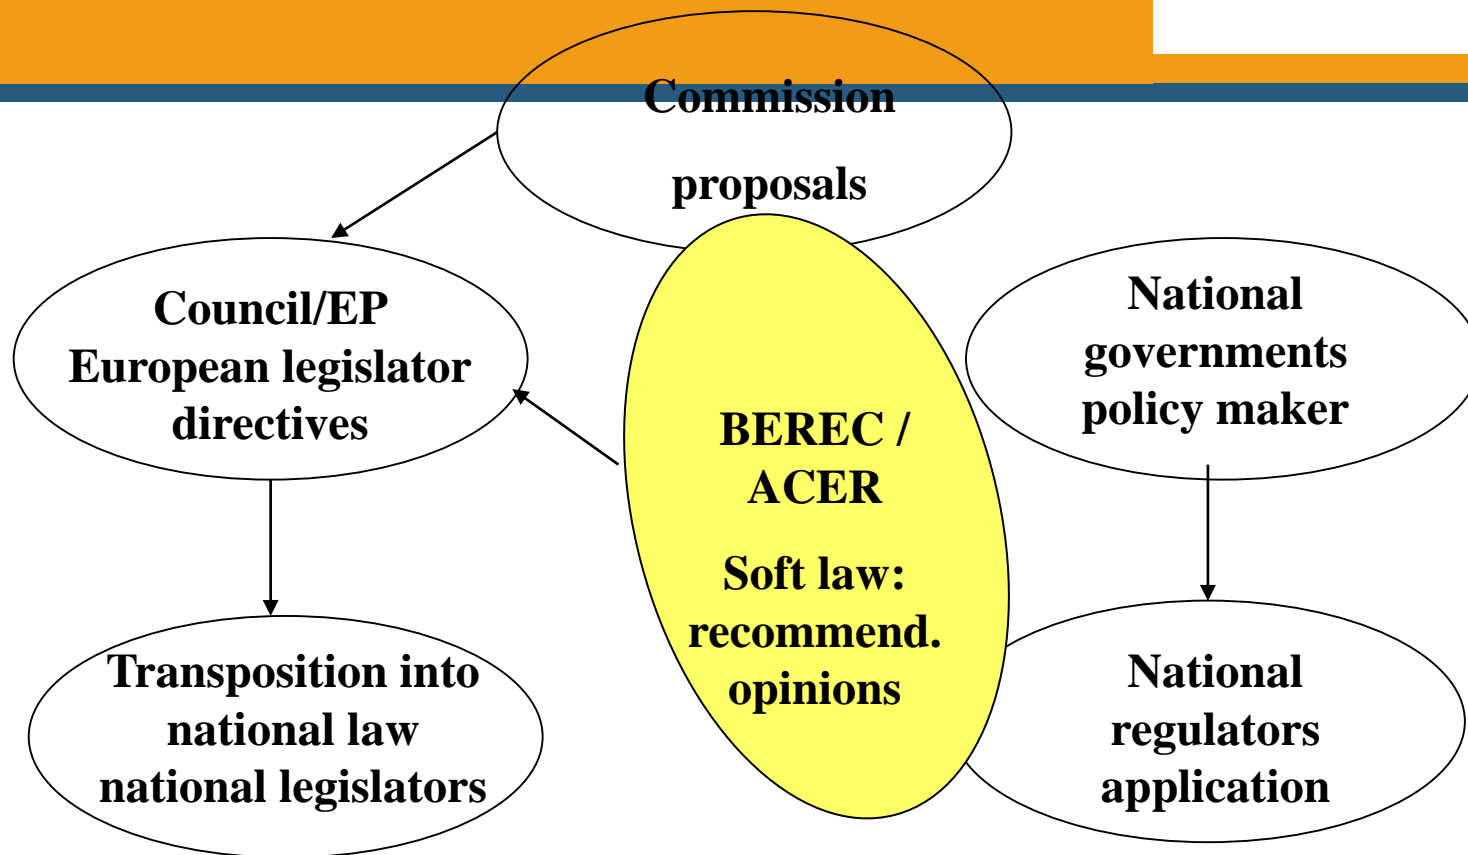 Commission
proposals
Council/EP
European legislator
directives
National
governments
policy maker
BEREC /
ACER
Soft law:
recommend.
opinions
Transposition into
national law
national legislators
National
regulators
application